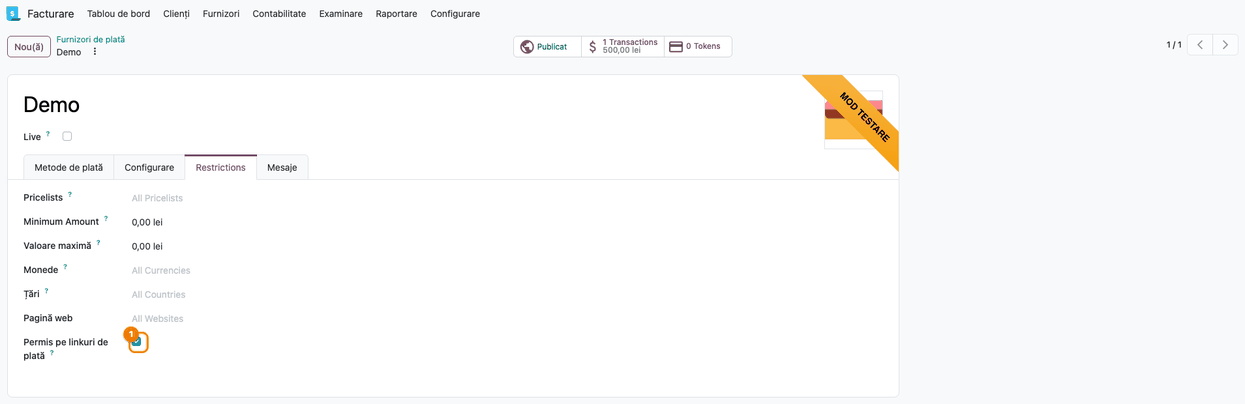 Facturare Tablou de bord Clienți Furnizori Contabilitate Examinare Raportare Configurare
Nou(ă) Furnizori de plată
Demo
Publicat
1 Transactions
500,00 lei
0 Tokens
1 / 1
Demo
MOD TESTARE
Live ?
Metode de plată Configurare Restrictions Mesaje
Pricelists ? All Pricelists
Minimum Amount ? 0,00 lei
Valoare maximă ? 0,00 lei
Monede ? All Currencies
Țări ? All Countries
Pagină web All Websites
1
Permis pe linkuri de
plată ?